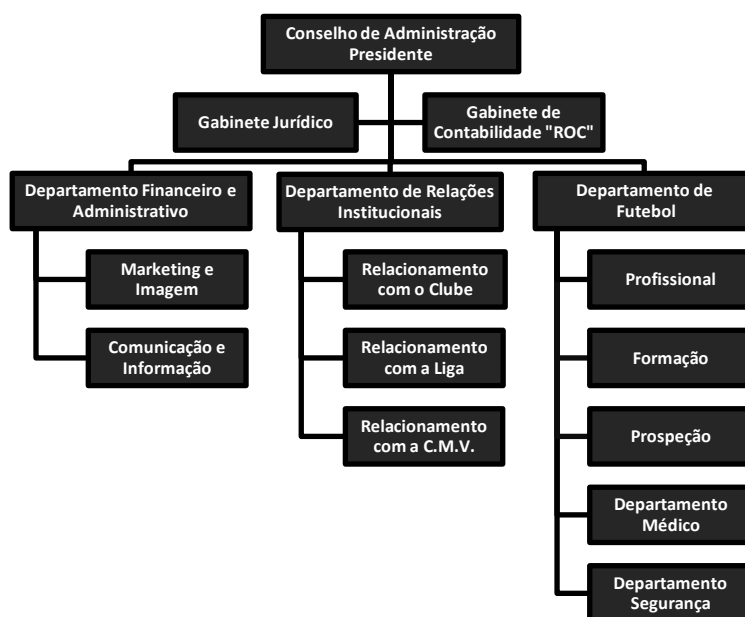 Conselho de Administração
Presidente
Gabinete Jurídico
Gabinete de
Contabilidade "ROC"
Departamento Financeiro e
Administrativo
Departamento de Relações
Institucionais
Departamento de
Futebol
Marketing e
Imagem
Comunicação e
Informação
Relacionamento
com o Clube
Relacionamento
com a Liga
Relacionamento
com a C.M.V.
Profissional
Formação
Prospeção
Departamento
Médico
Departamento
Segurança